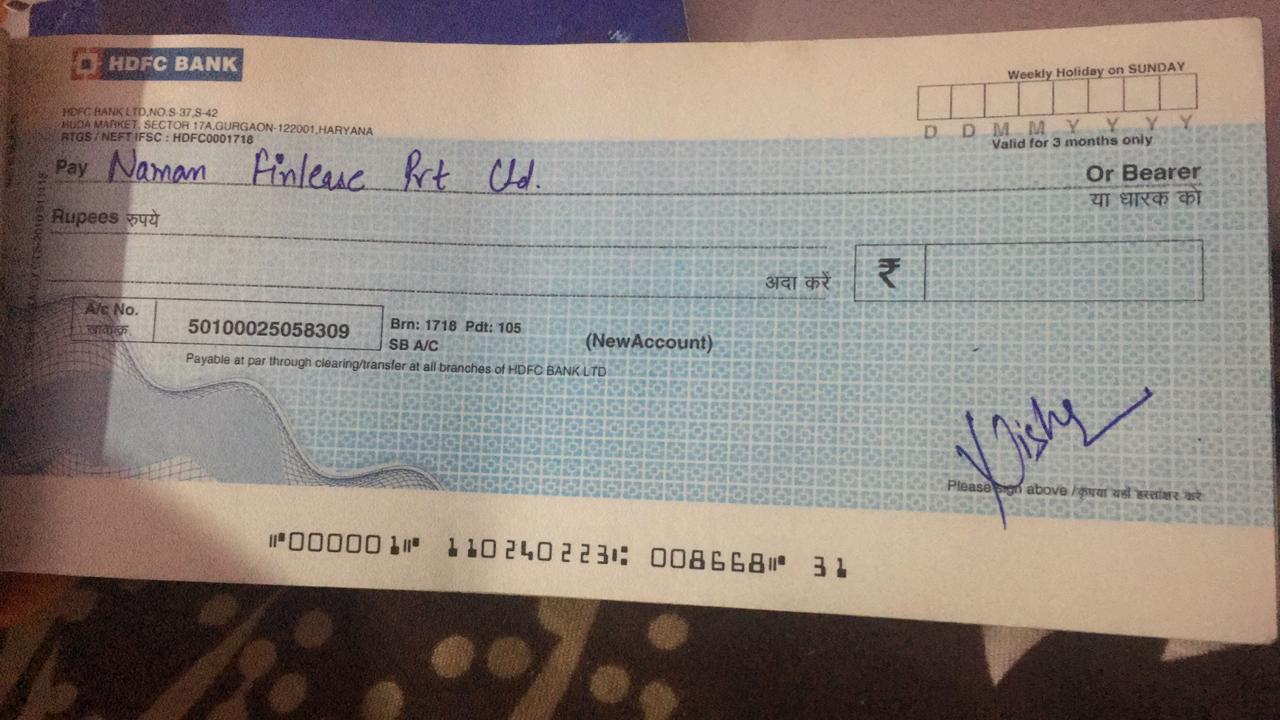 HDFC BANK
Weekly Holiday on SUNDAY
HDFC BANK LTD,NO.S-37,S-42
HUDA MARKET, SECTOR 17A,GURGAON-122001,HARYANA
RTGS / NEFT IFSC : HDFC0001718
D D M M Y Y Y Y
Valid for 3 months only
Pay Naman Finlease Pvt Ltd.
Or Bearer
या धारक को
Rupees रुपये
अदा करें ₹
A/c No.
50100025058309
Brn: 1718 Pdt: 105
SB A/C
(NewAccount)
Payable at par through clearing/transfer at all branches of HDFC BANK LTD
Please sign above / कृपया यहाँ हस्ताक्षर करें
⑈000001⑈ 110240223⑆ 008668⑈ 31